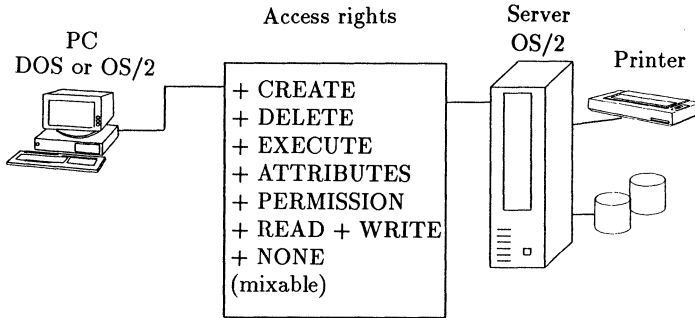 Access rights
Server
OS/2
PC
DOS or OS/2
Printer
+ CREATE
+ DELETE
+ EXECUTE
+ ATTRIBUTES
+ PERMISSION
+ READ + WRITE
+ NONE
(mixable)